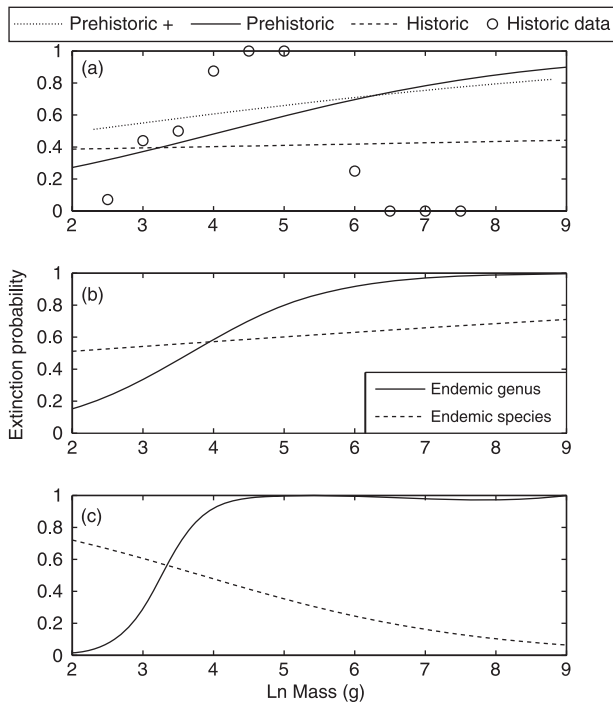 Prehistoric + Prehistoric Historic Historic data
(a)
1
0.8
0.6
0.4
0.2
0
2 3 4 5 6 7 8 9
(b)
1
0.8
0.6
0.4
0.2
0
Endemic genus
Endemic species
2 3 4 5 6 7 8 9
Extinction probability
(c)
1
0.8
0.6
0.4
0.2
0
2 3 4 5 6 7 8 9
Ln Mass (g)